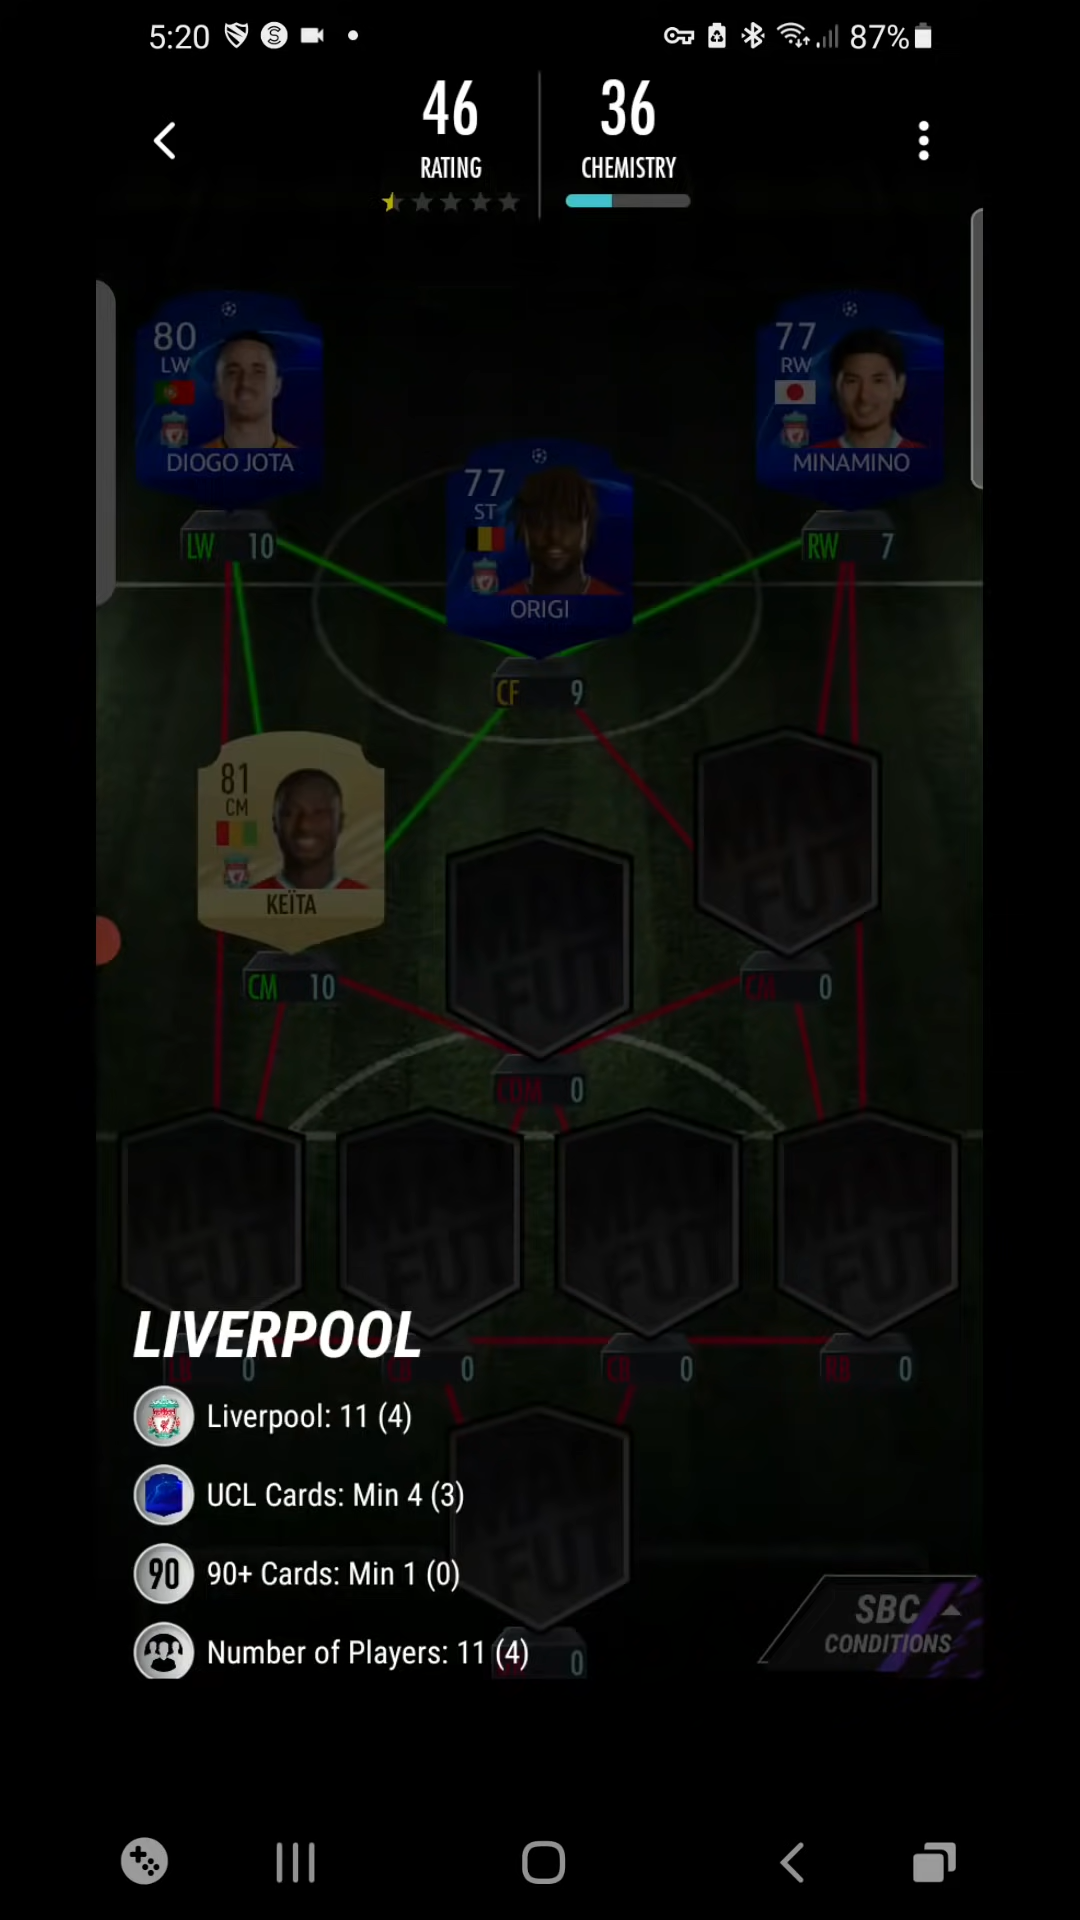 5:20 87%
46 36
RATING CHEMISTRY
80
LW
DIOGO JOTA
LW 10
77
RW
MINAMINO
RW 7
77
ST
ORIGI
CF 9
81
CM
KEÏTA
CM 10
CM 0
CDM 0
LB 0
CB 0
CB 0
RB 0
LIVERPOOL
Liverpool: 11 (4)
UCL Cards: Min 4 (3)
90 90+ Cards: Min 1 (0)
Number of Players: 11 (4)
0
SBC
CONDITIONS